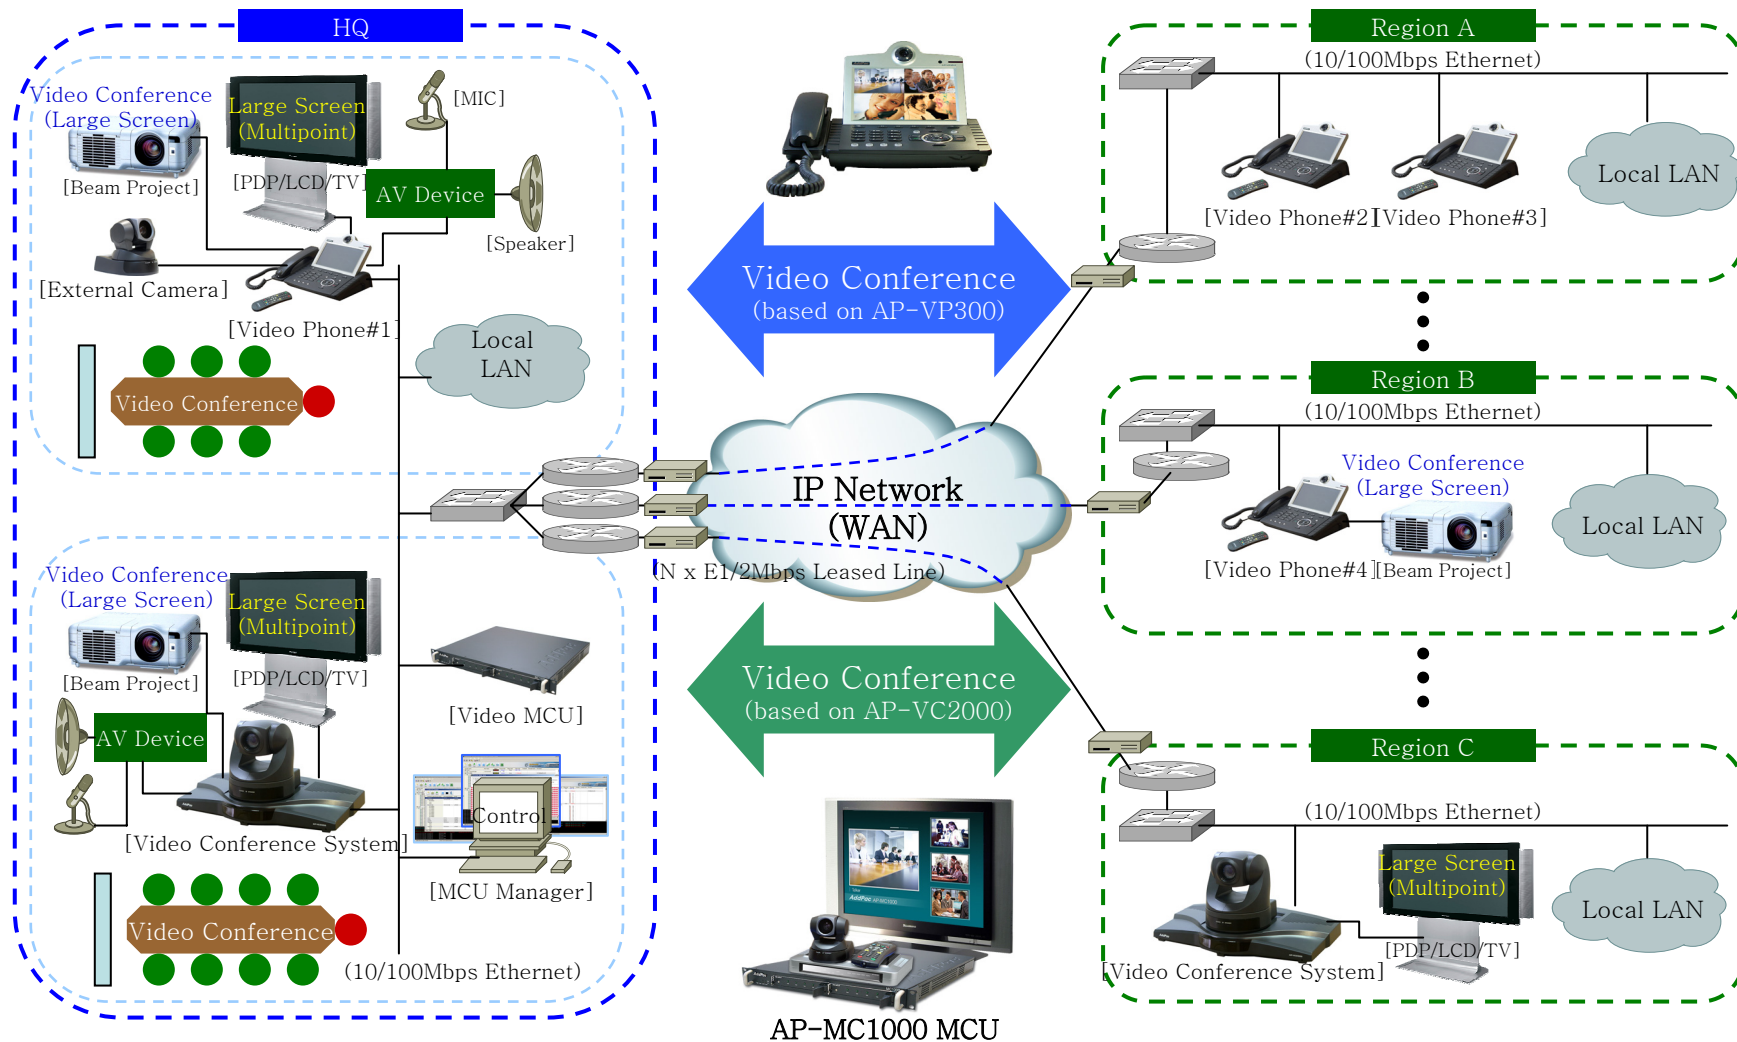 HQ
Video Conference
(Large Screen)
Large Screen
(Multipoint)
[MIC]
[Beam Project]
[PDP/LCD/TV]
AV Device
[Speaker]
[External Camera]
[Video Phone#1]
Local
LAN
Video Conference
Video Conference
(Large Screen)
Large Screen
(Multipoint)
[Beam Project]
[PDP/LCD/TV]
AV Device
[Video MCU]
Control
[Video Conference System]
[MCU Manager]
Video Conference
(10/100Mbps Ethernet)
Video Conference
(based on AP-VP300)
IP Network
(WAN)
(N x E1/2Mbps Leased Line)
Video Conference
(based on AP-VC2000)
AddPac AP-MC1000
AP-MC1000 MCU
Region A
(10/100Mbps Ethernet)
Local LAN
[Video Phone#2]
[Video Phone#3]
Region B
(10/100Mbps Ethernet)
Video Conference
(Large Screen)
Local LAN
[Video Phone#4]
[Beam Project]
Region C
(10/100Mbps Ethernet)
Large Screen
(Multipoint)
Local LAN
[PDP/LCD/TV]
[Video Conference System]